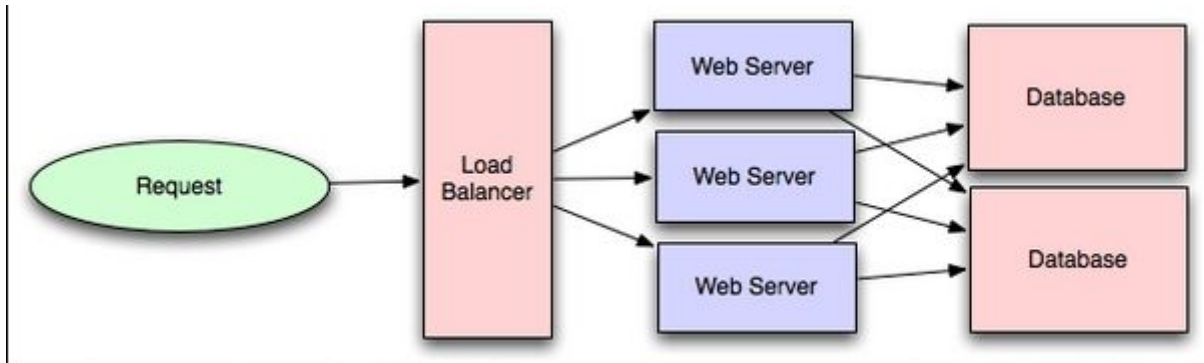 Request
Load
Balancer
Web Server
Web Server
Web Server
Database
Database